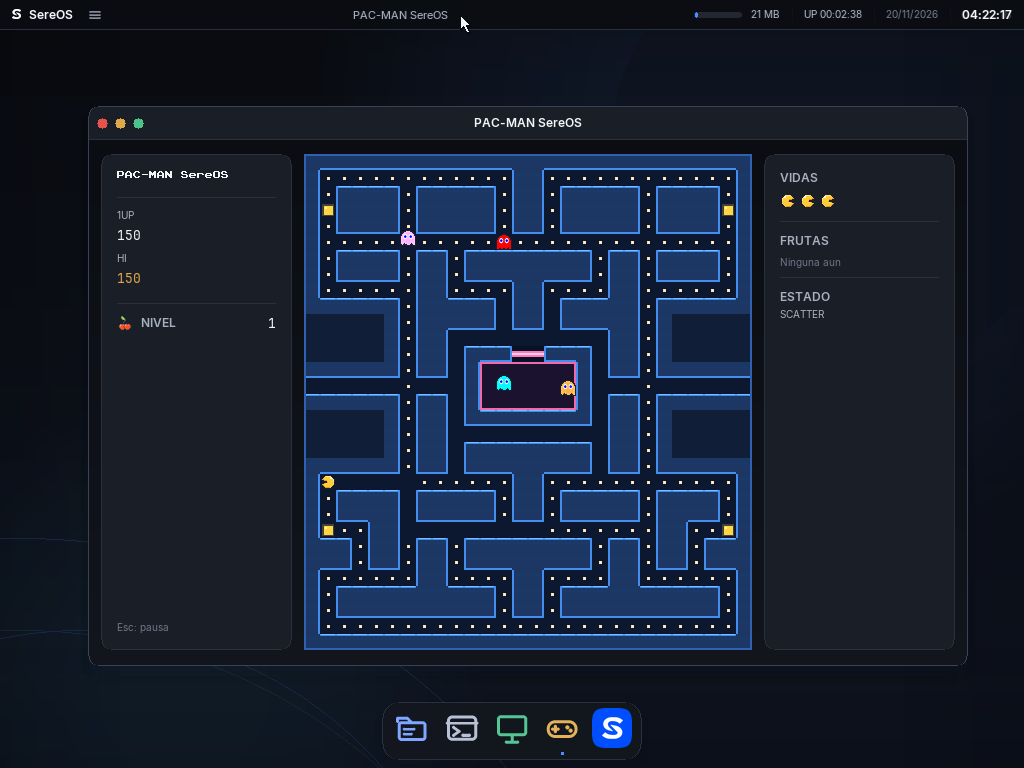 SereOS
PAC-MAN SereOS
21 MB
UP 00:02:38
20/11/2026
04:22:17
PAC-MAN SereOS
PAC-MAN SereOS
1UP
150
HI
150
NIVEL
1
Esc: pausa
VIDAS
FRUTAS
Ninguna aun
ESTADO
SCATTER